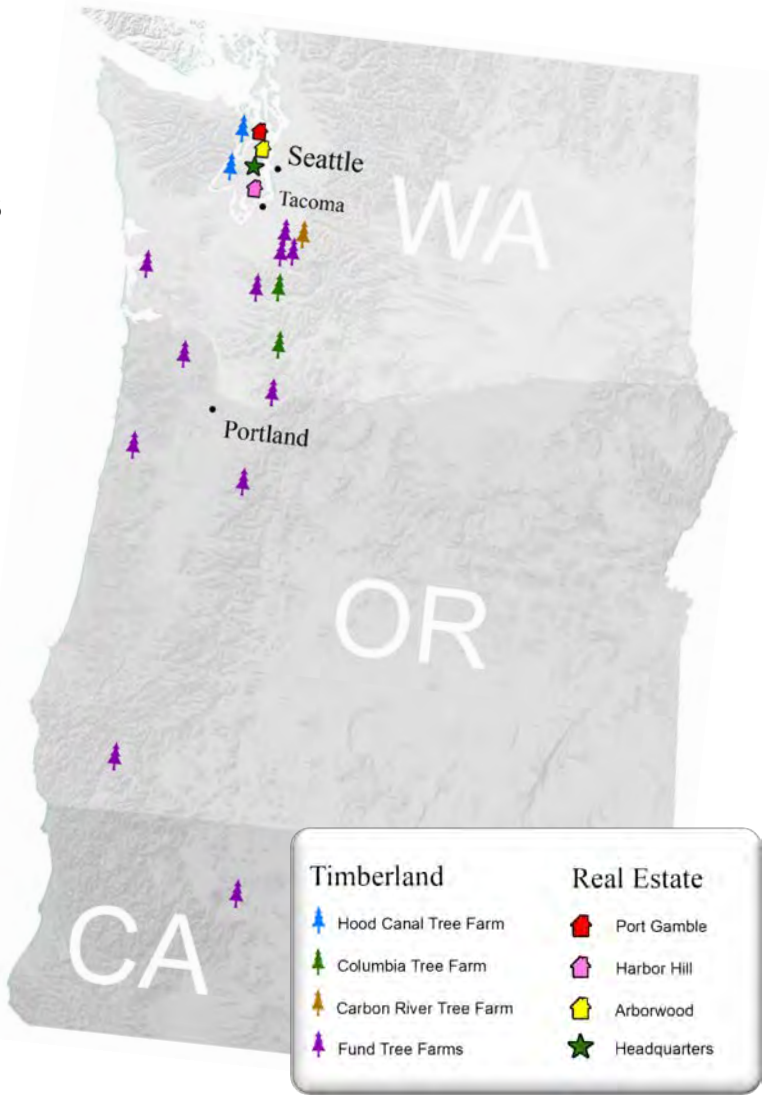 Seattle
Tacoma
WA
Portland
OR
CA
Timberland
Hood Canal Tree Farm
Columbia Tree Farm
Carbon River Tree Farm
Fund Tree Farms
Real Estate
Port Gamble
Harbor Hill
Arborwood
Headquarters